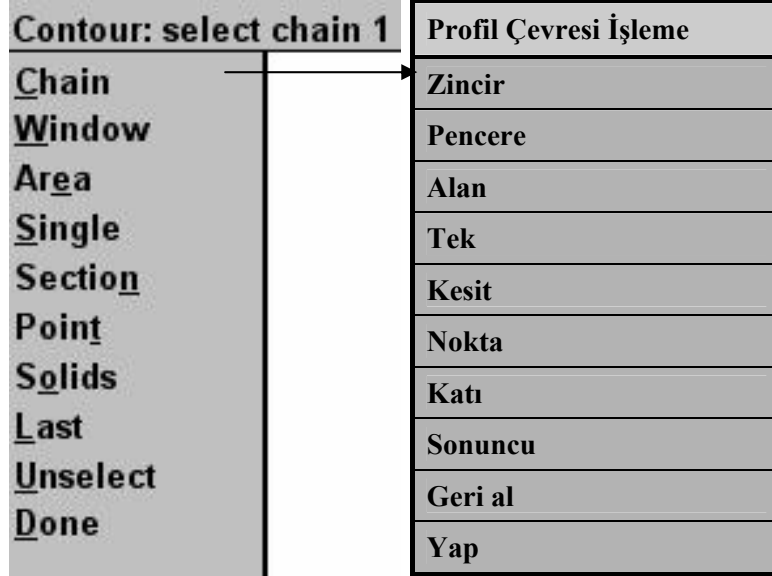 Contour: select chain 1
Chain
Window
Area
Single
Section
Point
Solids
Last
Unselect
Done
Profil Çevresi İşleme
Zincir
Pencere
Alan
Tek
Kesit
Nokta
Katı
Sonuncu
Geri al
Yap